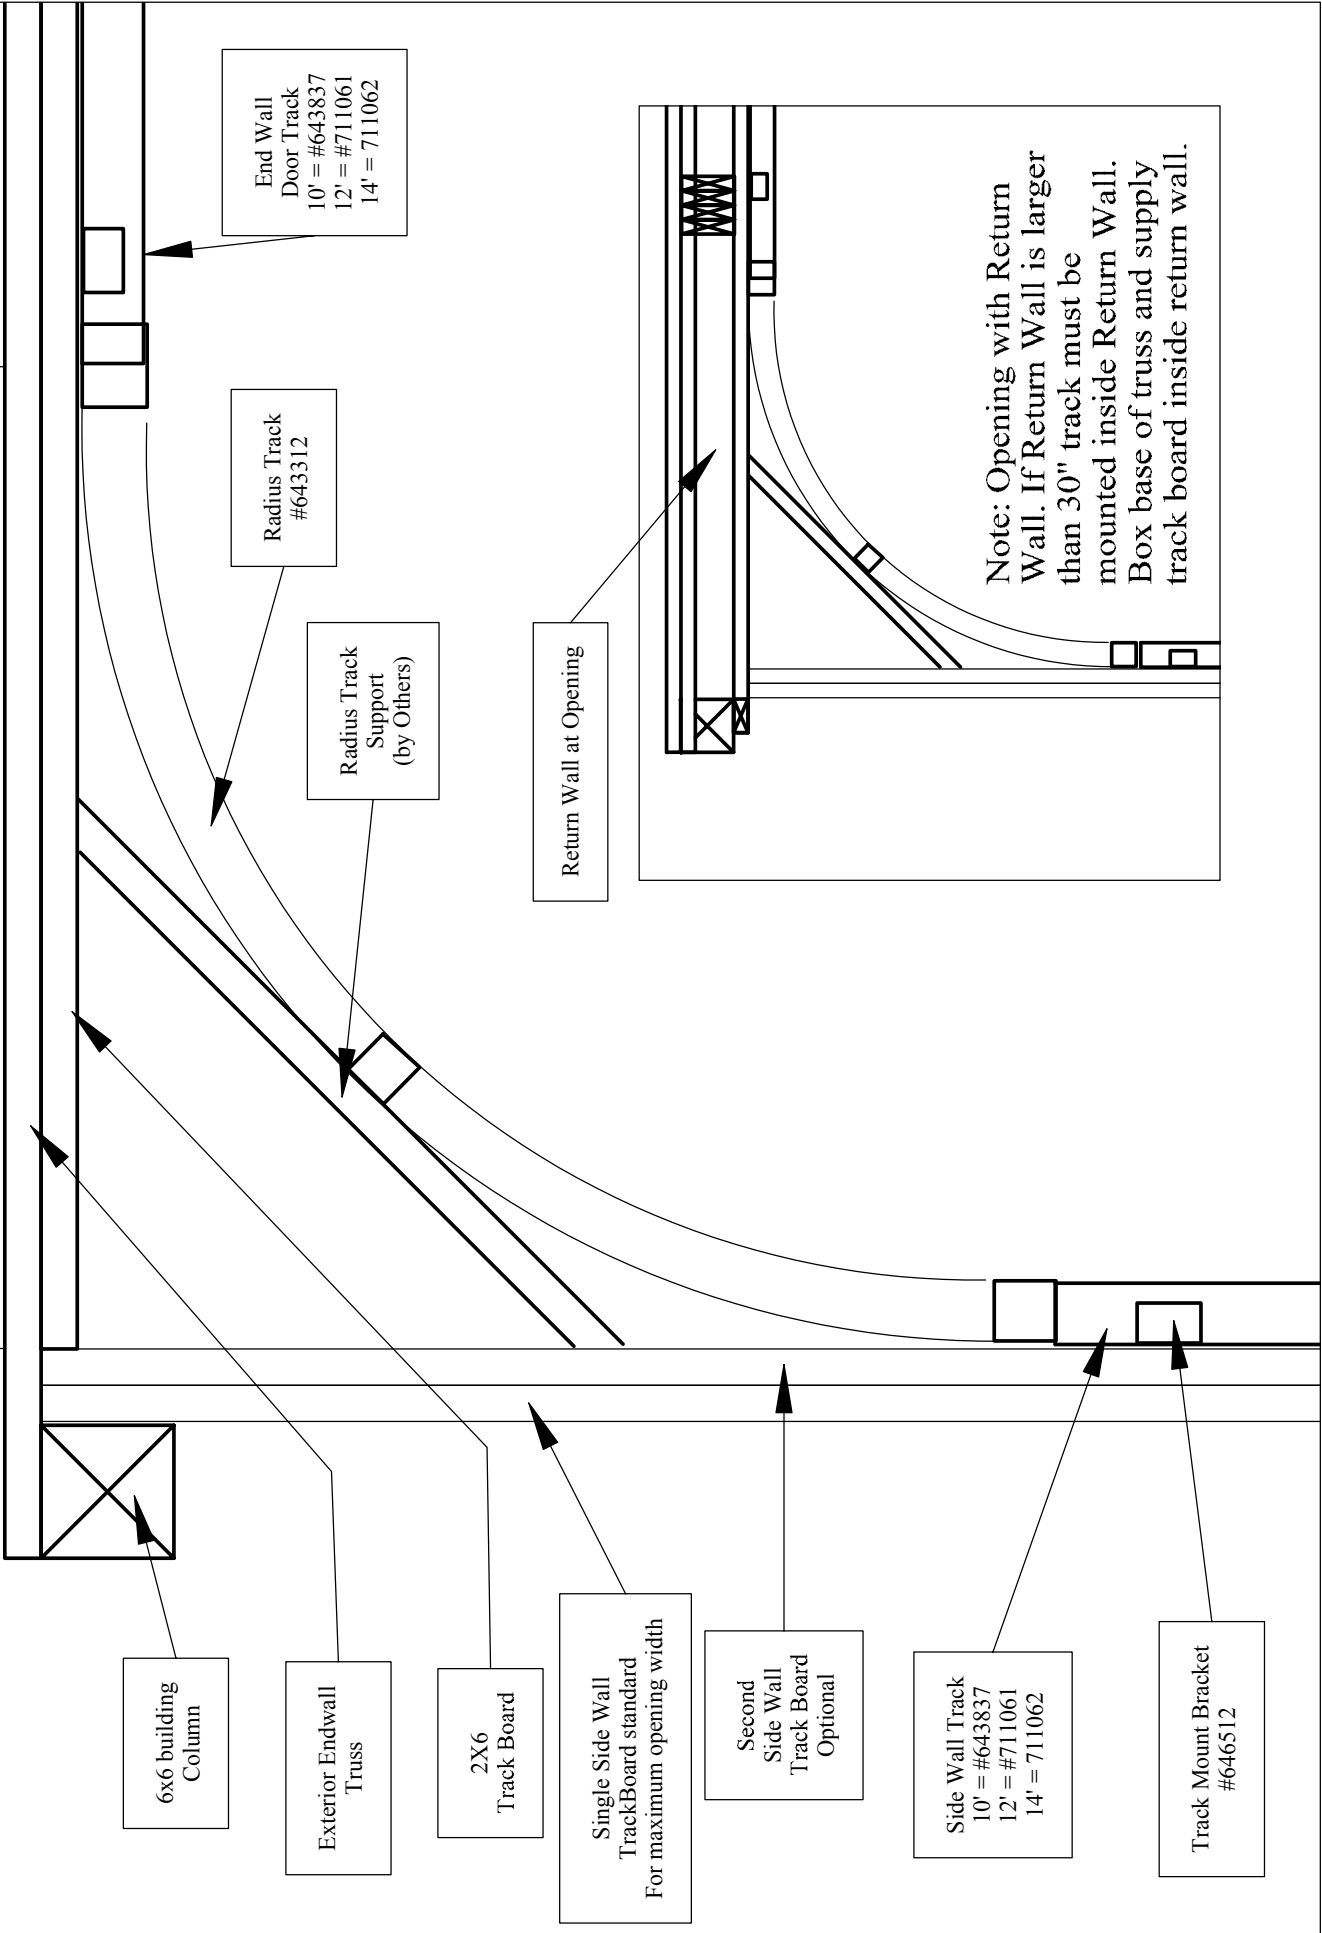 6x6 building
Column
Exterior Endwall
Truss
2X6
Track Board
Single Side Wall
TrackBoard standard
For maximum opening width
Second
Side Wall
Track Board
Optional
Side Wall Track
10' = #643837
12' = #711061
14' = 711062
Track Mount Bracket
#646512
End Wall
Door Track
10' = #643837
12' = #711061
14' = 711062
Radius Track
#643312
Radius Track
Support
(by Others)
Return Wall at Opening
Note: Opening with Return
Wall. If Return Wall is larger
than 30" track must be
mounted inside Return Wall.
Box base of truss and supply
track board inside return wall.